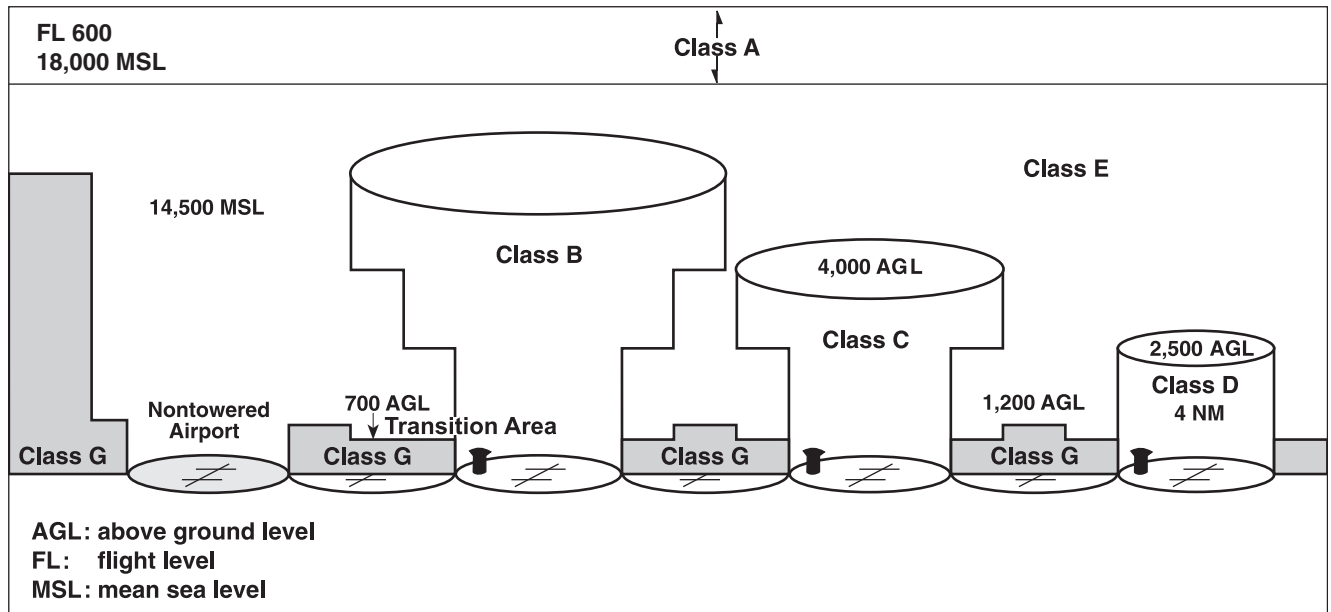 FL 600
18,000 MSL
Class A
Class E
14,500 MSL
Class B
4,000 AGL
Class C
2,500 AGL
Class D
4 NM
Nontowered
Airport
700 AGL
Transition Area
1,200 AGL
Class G
Class G
Class G
Class G
AGL: above ground level
FL: flight level
MSL: mean sea level